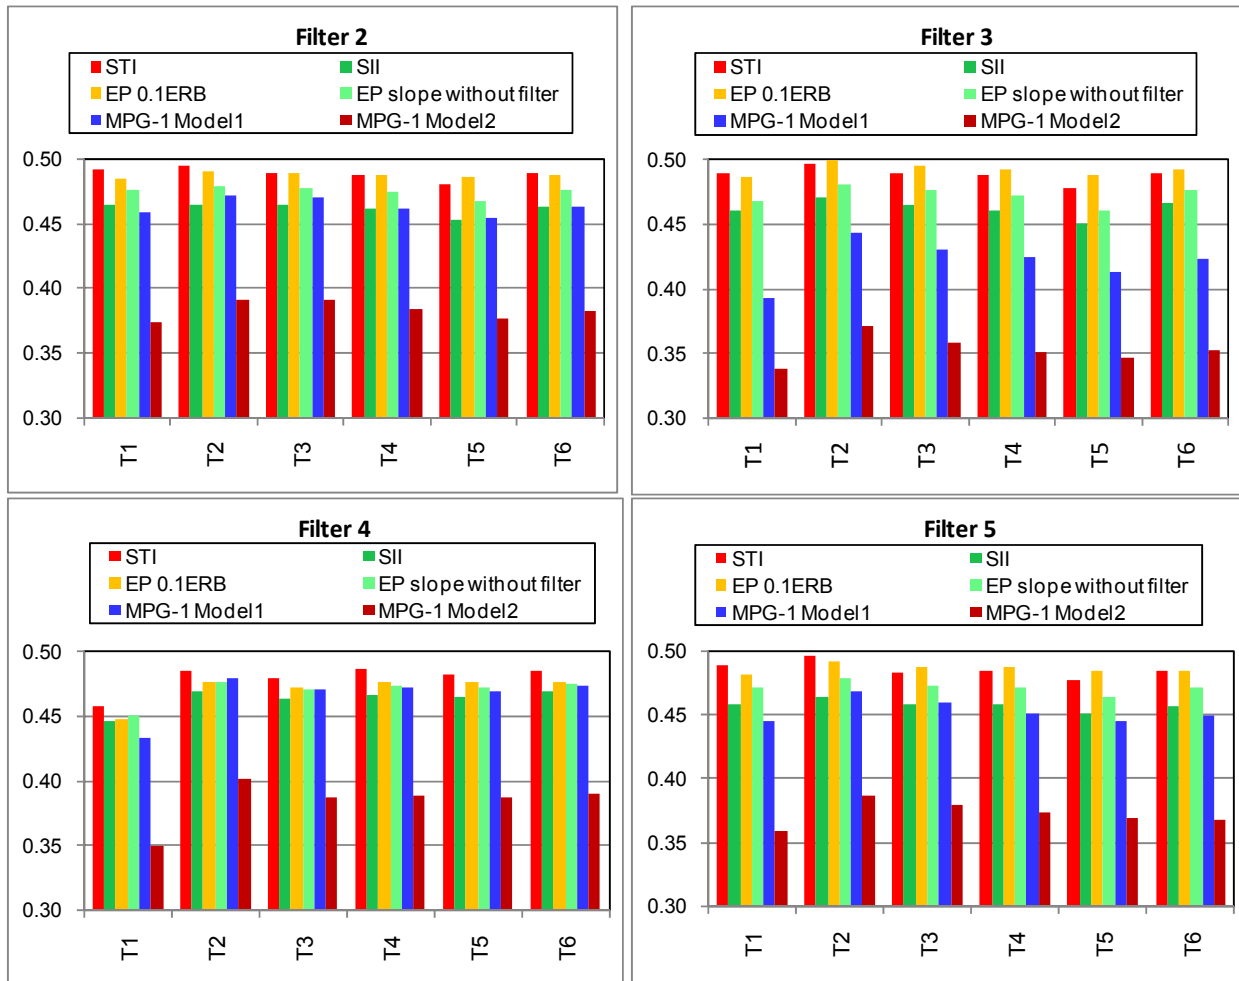 Filter 2
STI SII
EP 0.1ERB EP slope without filter
MPG-1 Model1 MPG-1 Model2
0.50
0.45
0.40
0.35
0.30
T1 T2 T3 T4 T5 T6
Filter 3
STI SII
EP 0.1ERB EP slope without filter
MPG-1 Model1 MPG-1 Model2
0.50
0.45
0.40
0.35
0.30
T1 T2 T3 T4 T5 T6
Filter 4
STI SII
EP 0.1ERB EP slope without filter
MPG-1 Model1 MPG-1 Model2
0.50
0.45
0.40
0.35
0.30
T1 T2 T3 T4 T5 T6
Filter 5
STI SII
EP 0.1ERB EP slope without filter
MPG-1 Model1 MPG-1 Model2
0.50
0.45
0.40
0.35
0.30
T1 T2 T3 T4 T5 T6